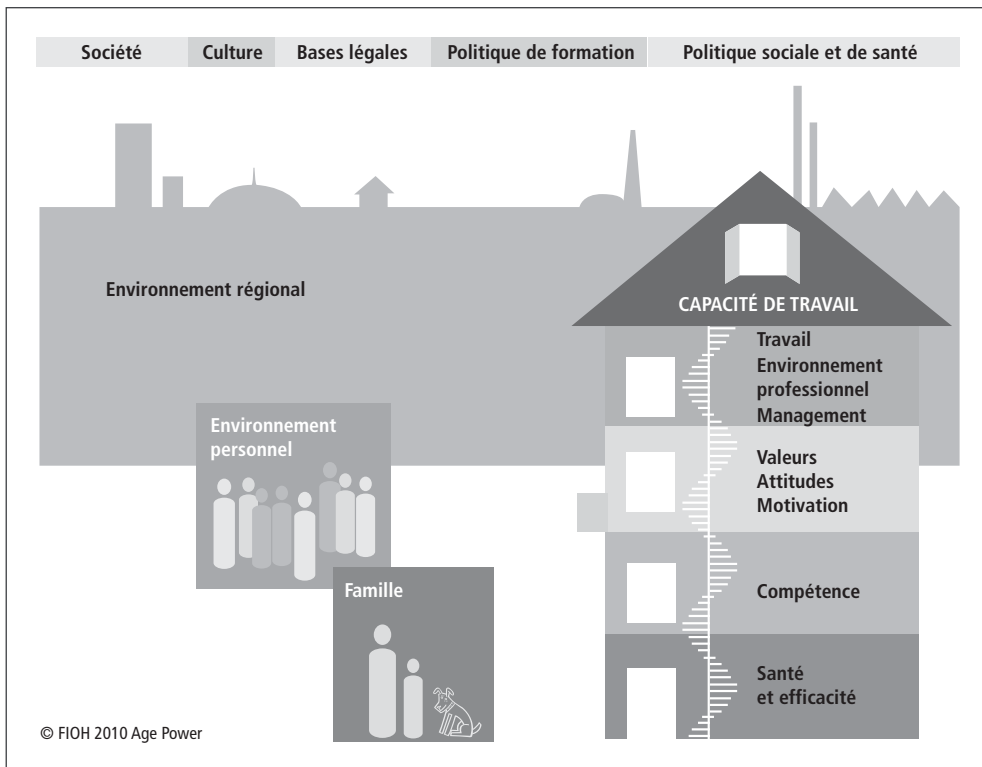 Société Culture Bases légales Politique de formation Politique sociale et de santé
Environnement régional
CAPACITÉ DE TRAVAIL
Travail
Environnement
professionnel
Management
Environnement
personnel
Valeurs
Attitudes
Motivation
Famille
Compétence
Santé
et efficacité
© FIOH 2010 Age Power